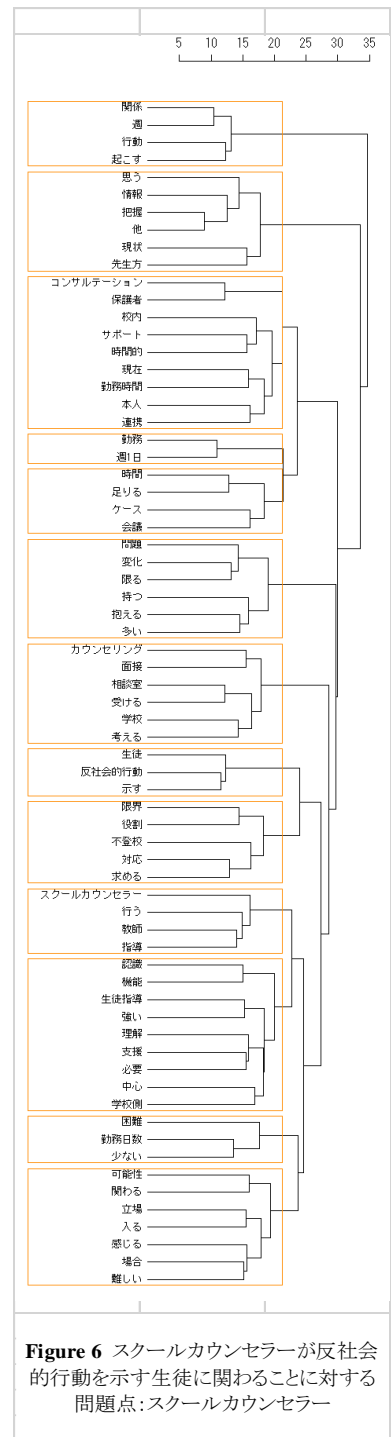 5 10 15 20 25 30 35
関係
週
行動
起こす
思う
情報
把握
他
現状
先生方
コンサルテーション
保護者
校内
サポート
時間的
現在
勤務時間
本人
連携
勤務
週1日
時間
足りる
ケース
会議
問題
変化
限る
持つ
抱える
多い
カウンセリング
面接
相談室
受ける
学校
考える
生徒
反社会的行動
示す
限界
役割
不登校
対応
求める
スクールカウンセラー
行う
教師
指導
認識
機能
生徒指導
強い
理解
支援
必要
中心
学校側
困難
勤務日数
少ない
可能性
関わる
立場
入る
感じる
場合
難しい
Figure 6 スクールカウンセラーが反社会
的行動を示す生徒に関わることに対する
問題点:スクールカウンセラー